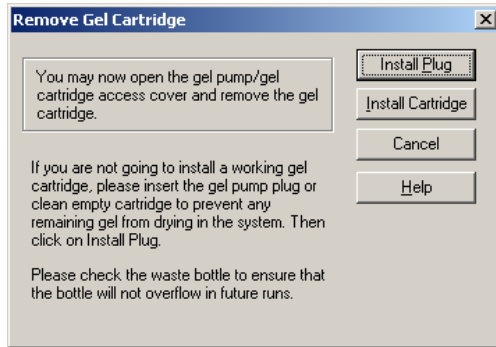 Remove Gel Cartridge
You may now open the gel pump/gel
cartridge access cover and remove the gel
cartridge.
Install Plug
Install Cartridge
Cancel
Help
If you are not going to install a working gel
cartridge, please insert the gel pump plug or
clean empty cartridge to prevent any
remaining gel from drying in the system. Then
click on Install Plug.
Please check the waste bottle to ensure that
the bottle will not overflow in future runs.